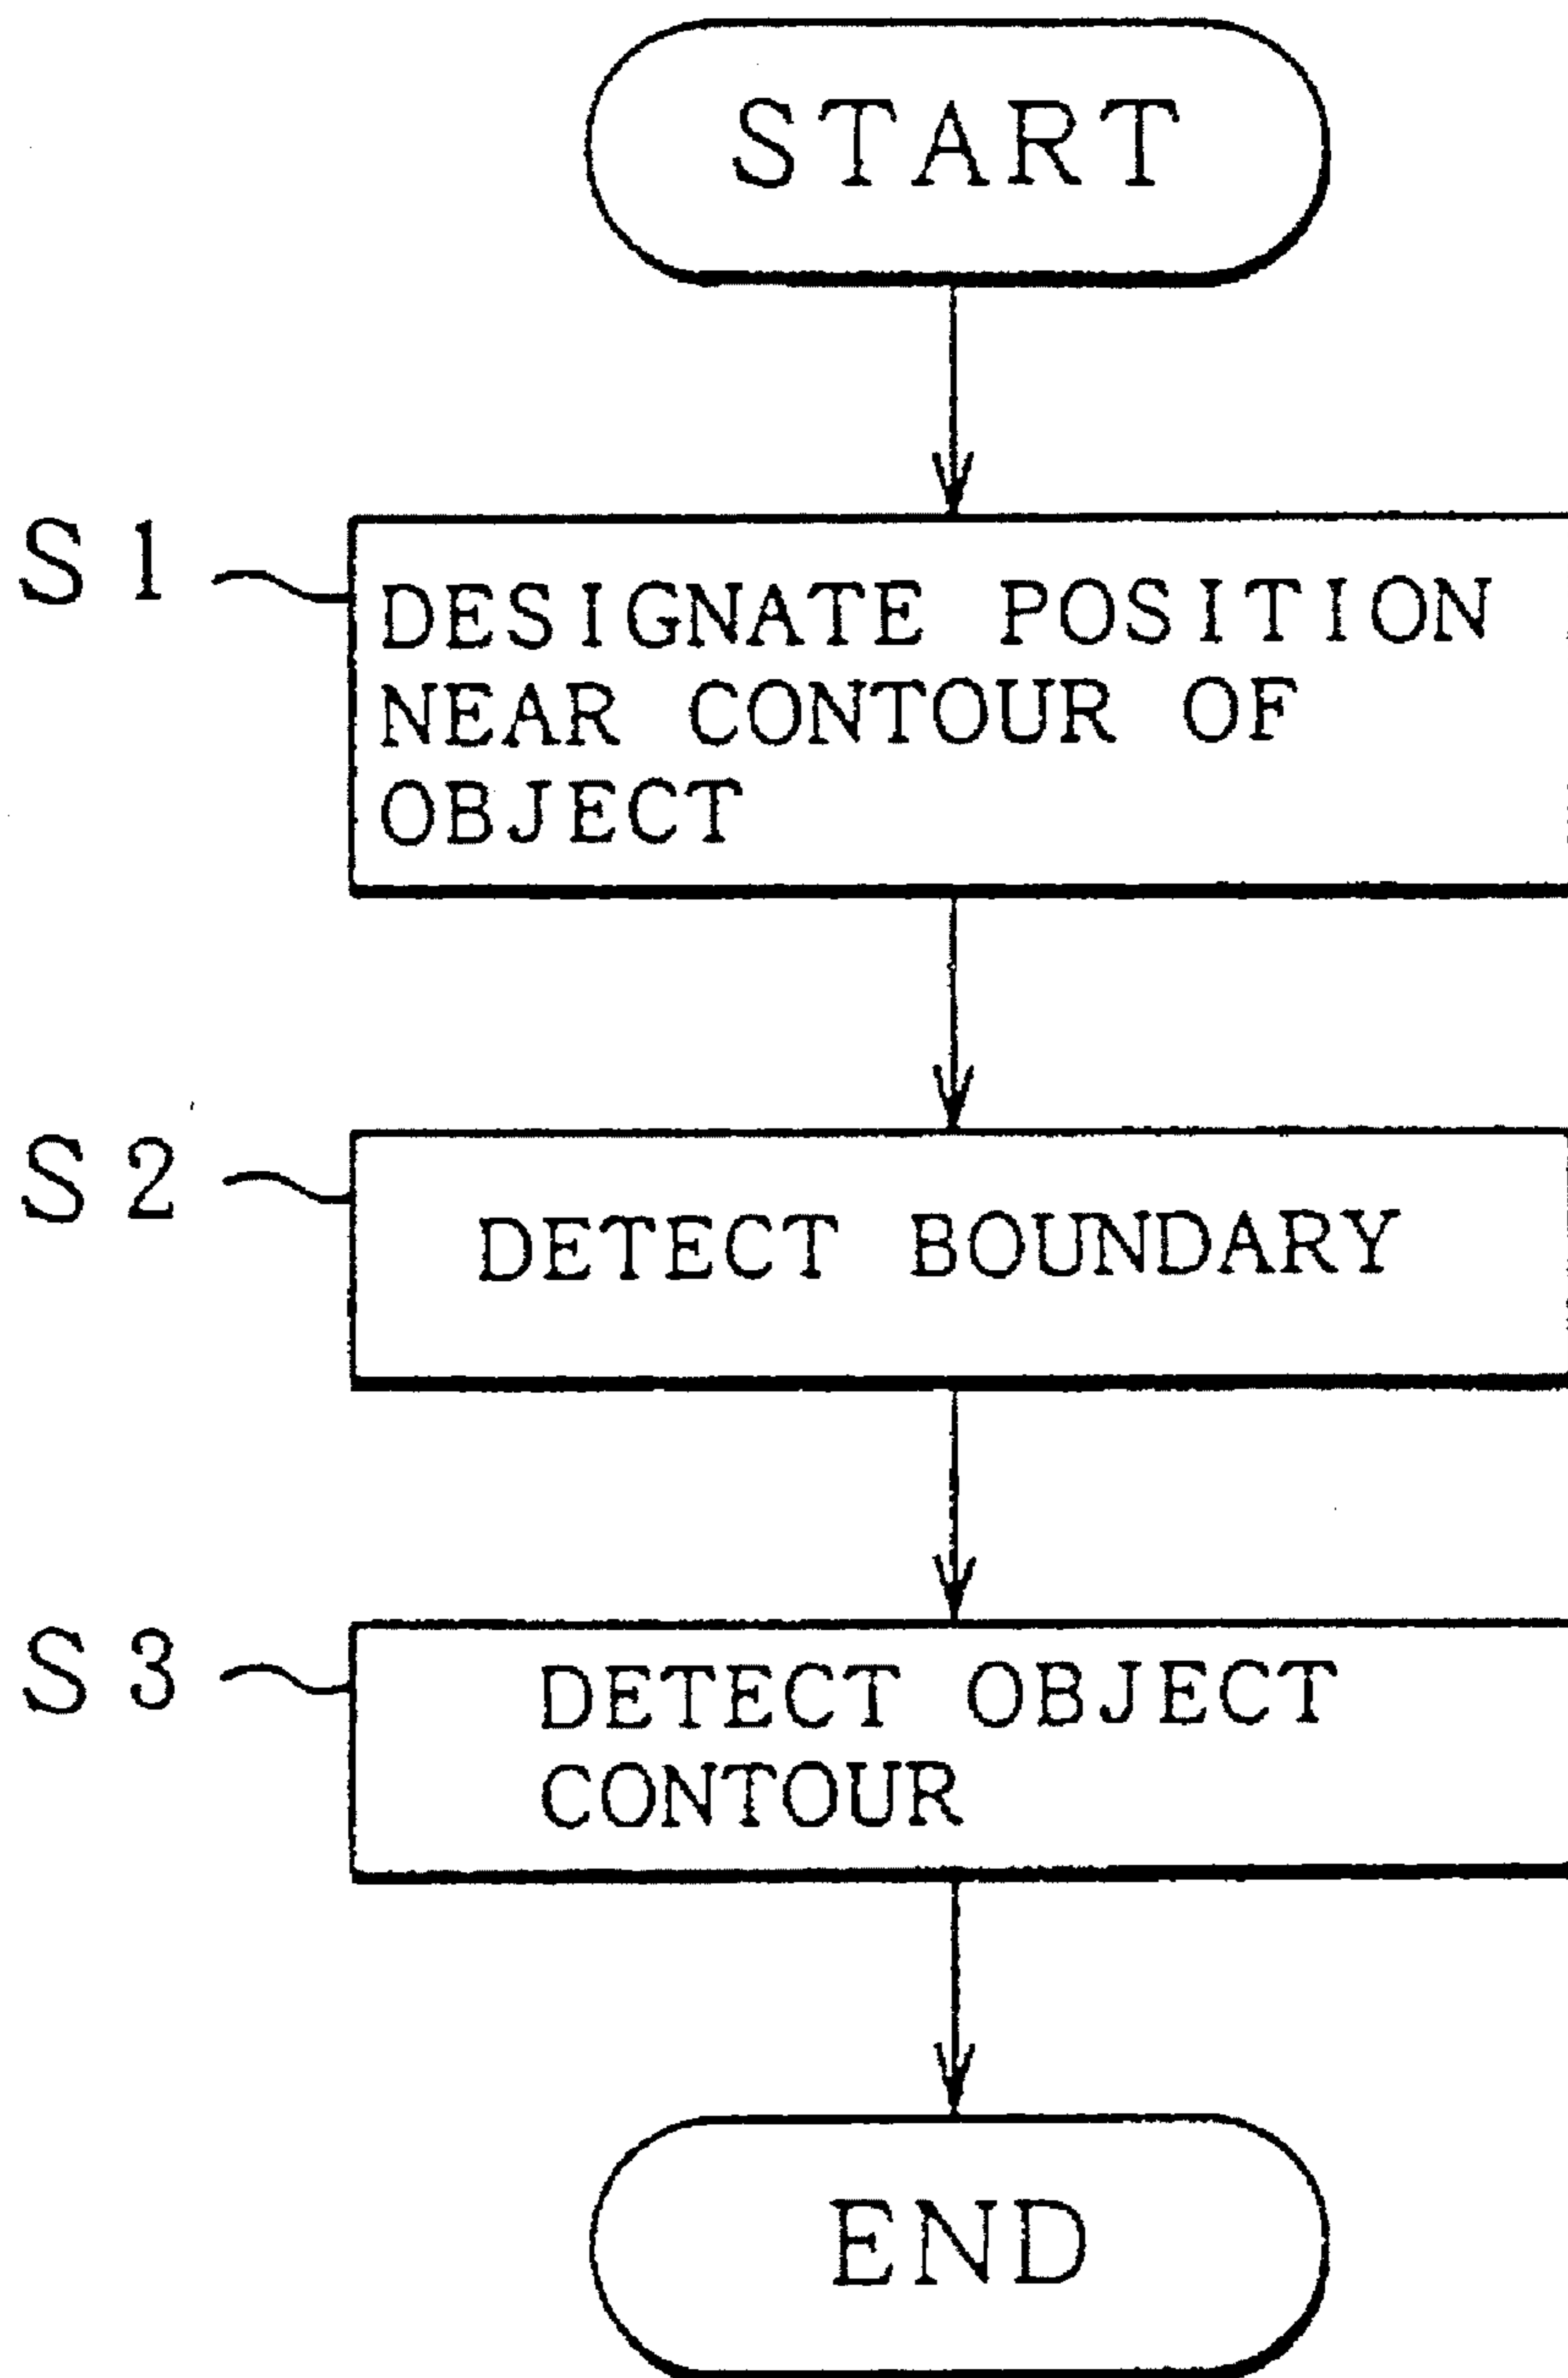 START
S1
DESIGNATE POSITION
NEAR CONTOUR OF
OBJECT
S2
DETECT BOUNDARY
S3
DETECT OBJECT
CONTOUR
END